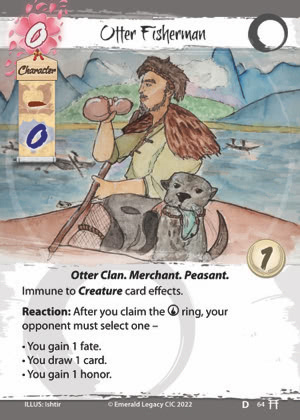 0
Otter Fisherman
Character
0
1
Otter Clan. Merchant. Peasant.
Immune to Creature card effects.
Reaction: After you claim the ring, your
opponent must select one –
• You gain 1 fate.
• You draw 1 card.
• You gain 1 honor.
ILLUS: Ishtir
© Emerald Legacy CIC 2022
D 64